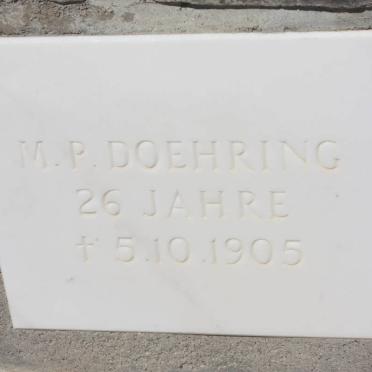 M.P. DOEHRING
26 JAHRE
† 5.10.1905